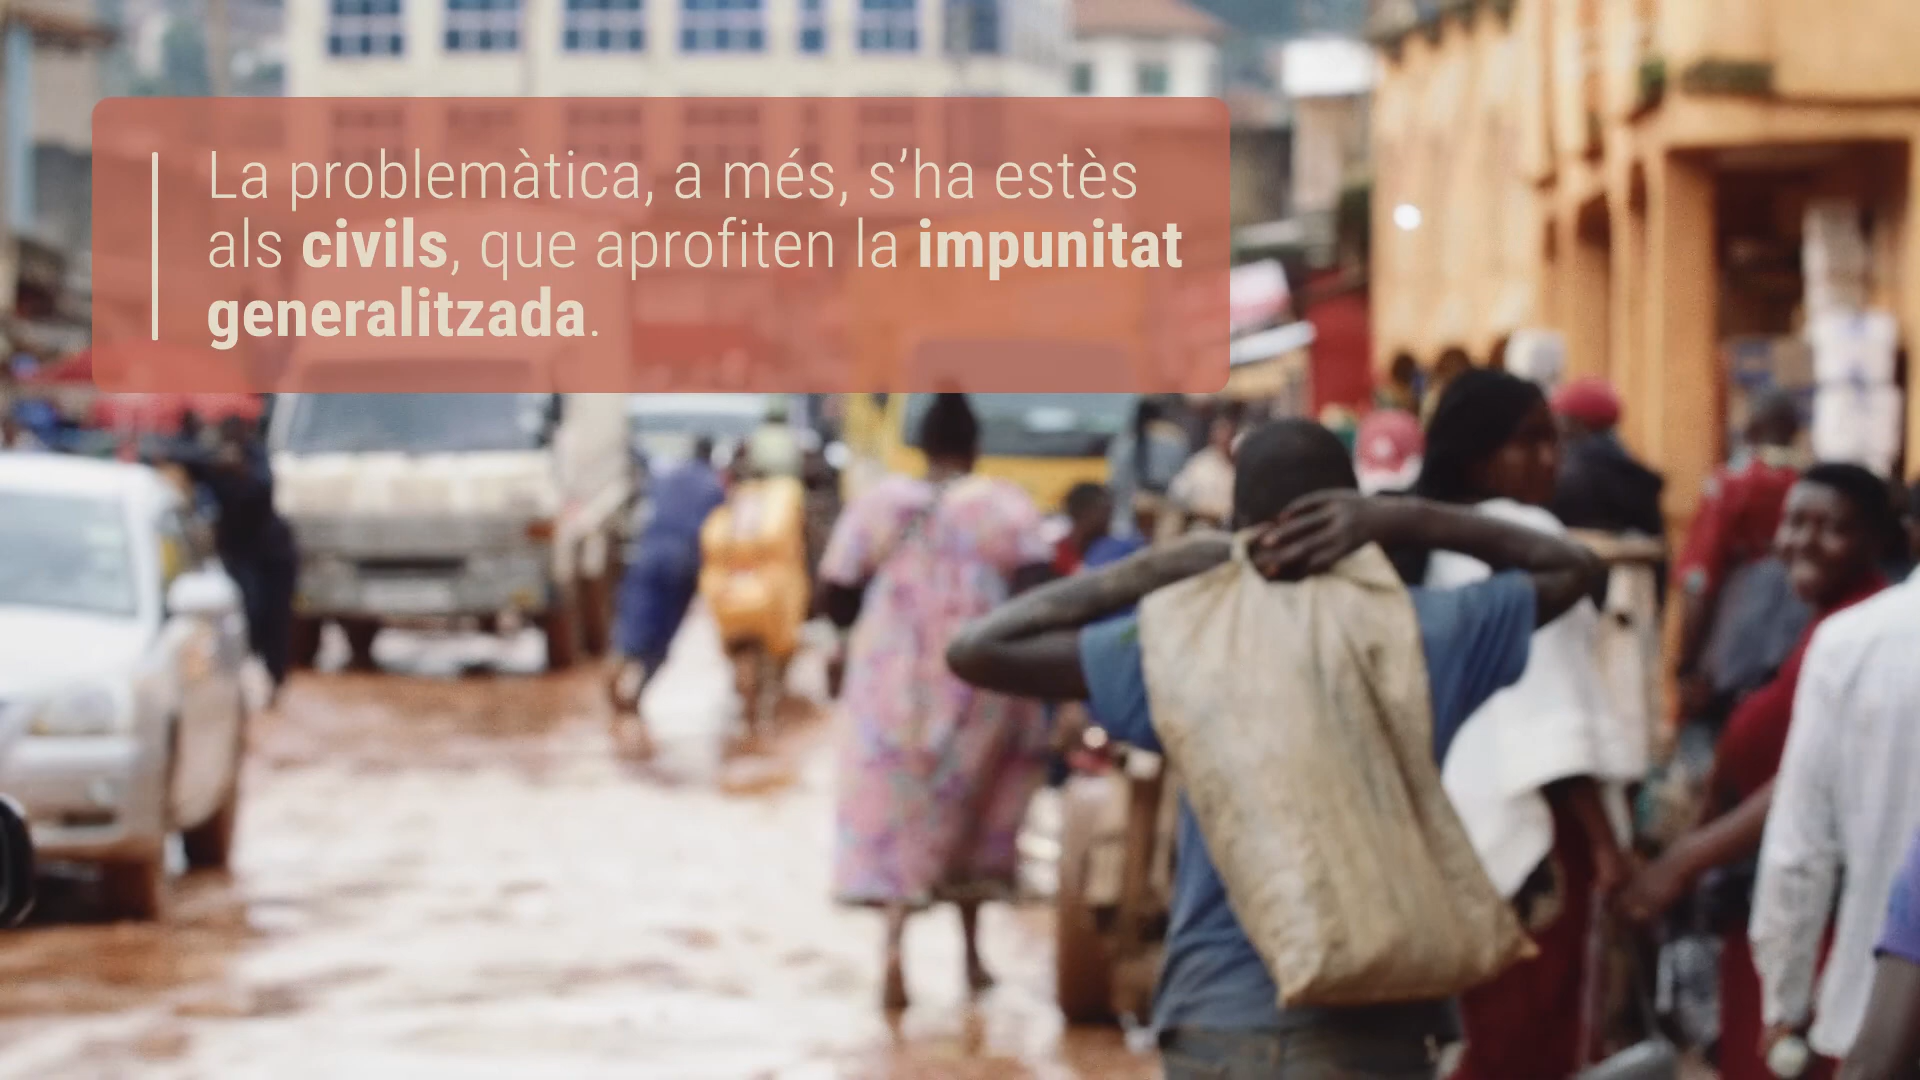 La problemàtica, a més, s’ha estès
als civils, que aprofiten la impunitat
generalitzada.